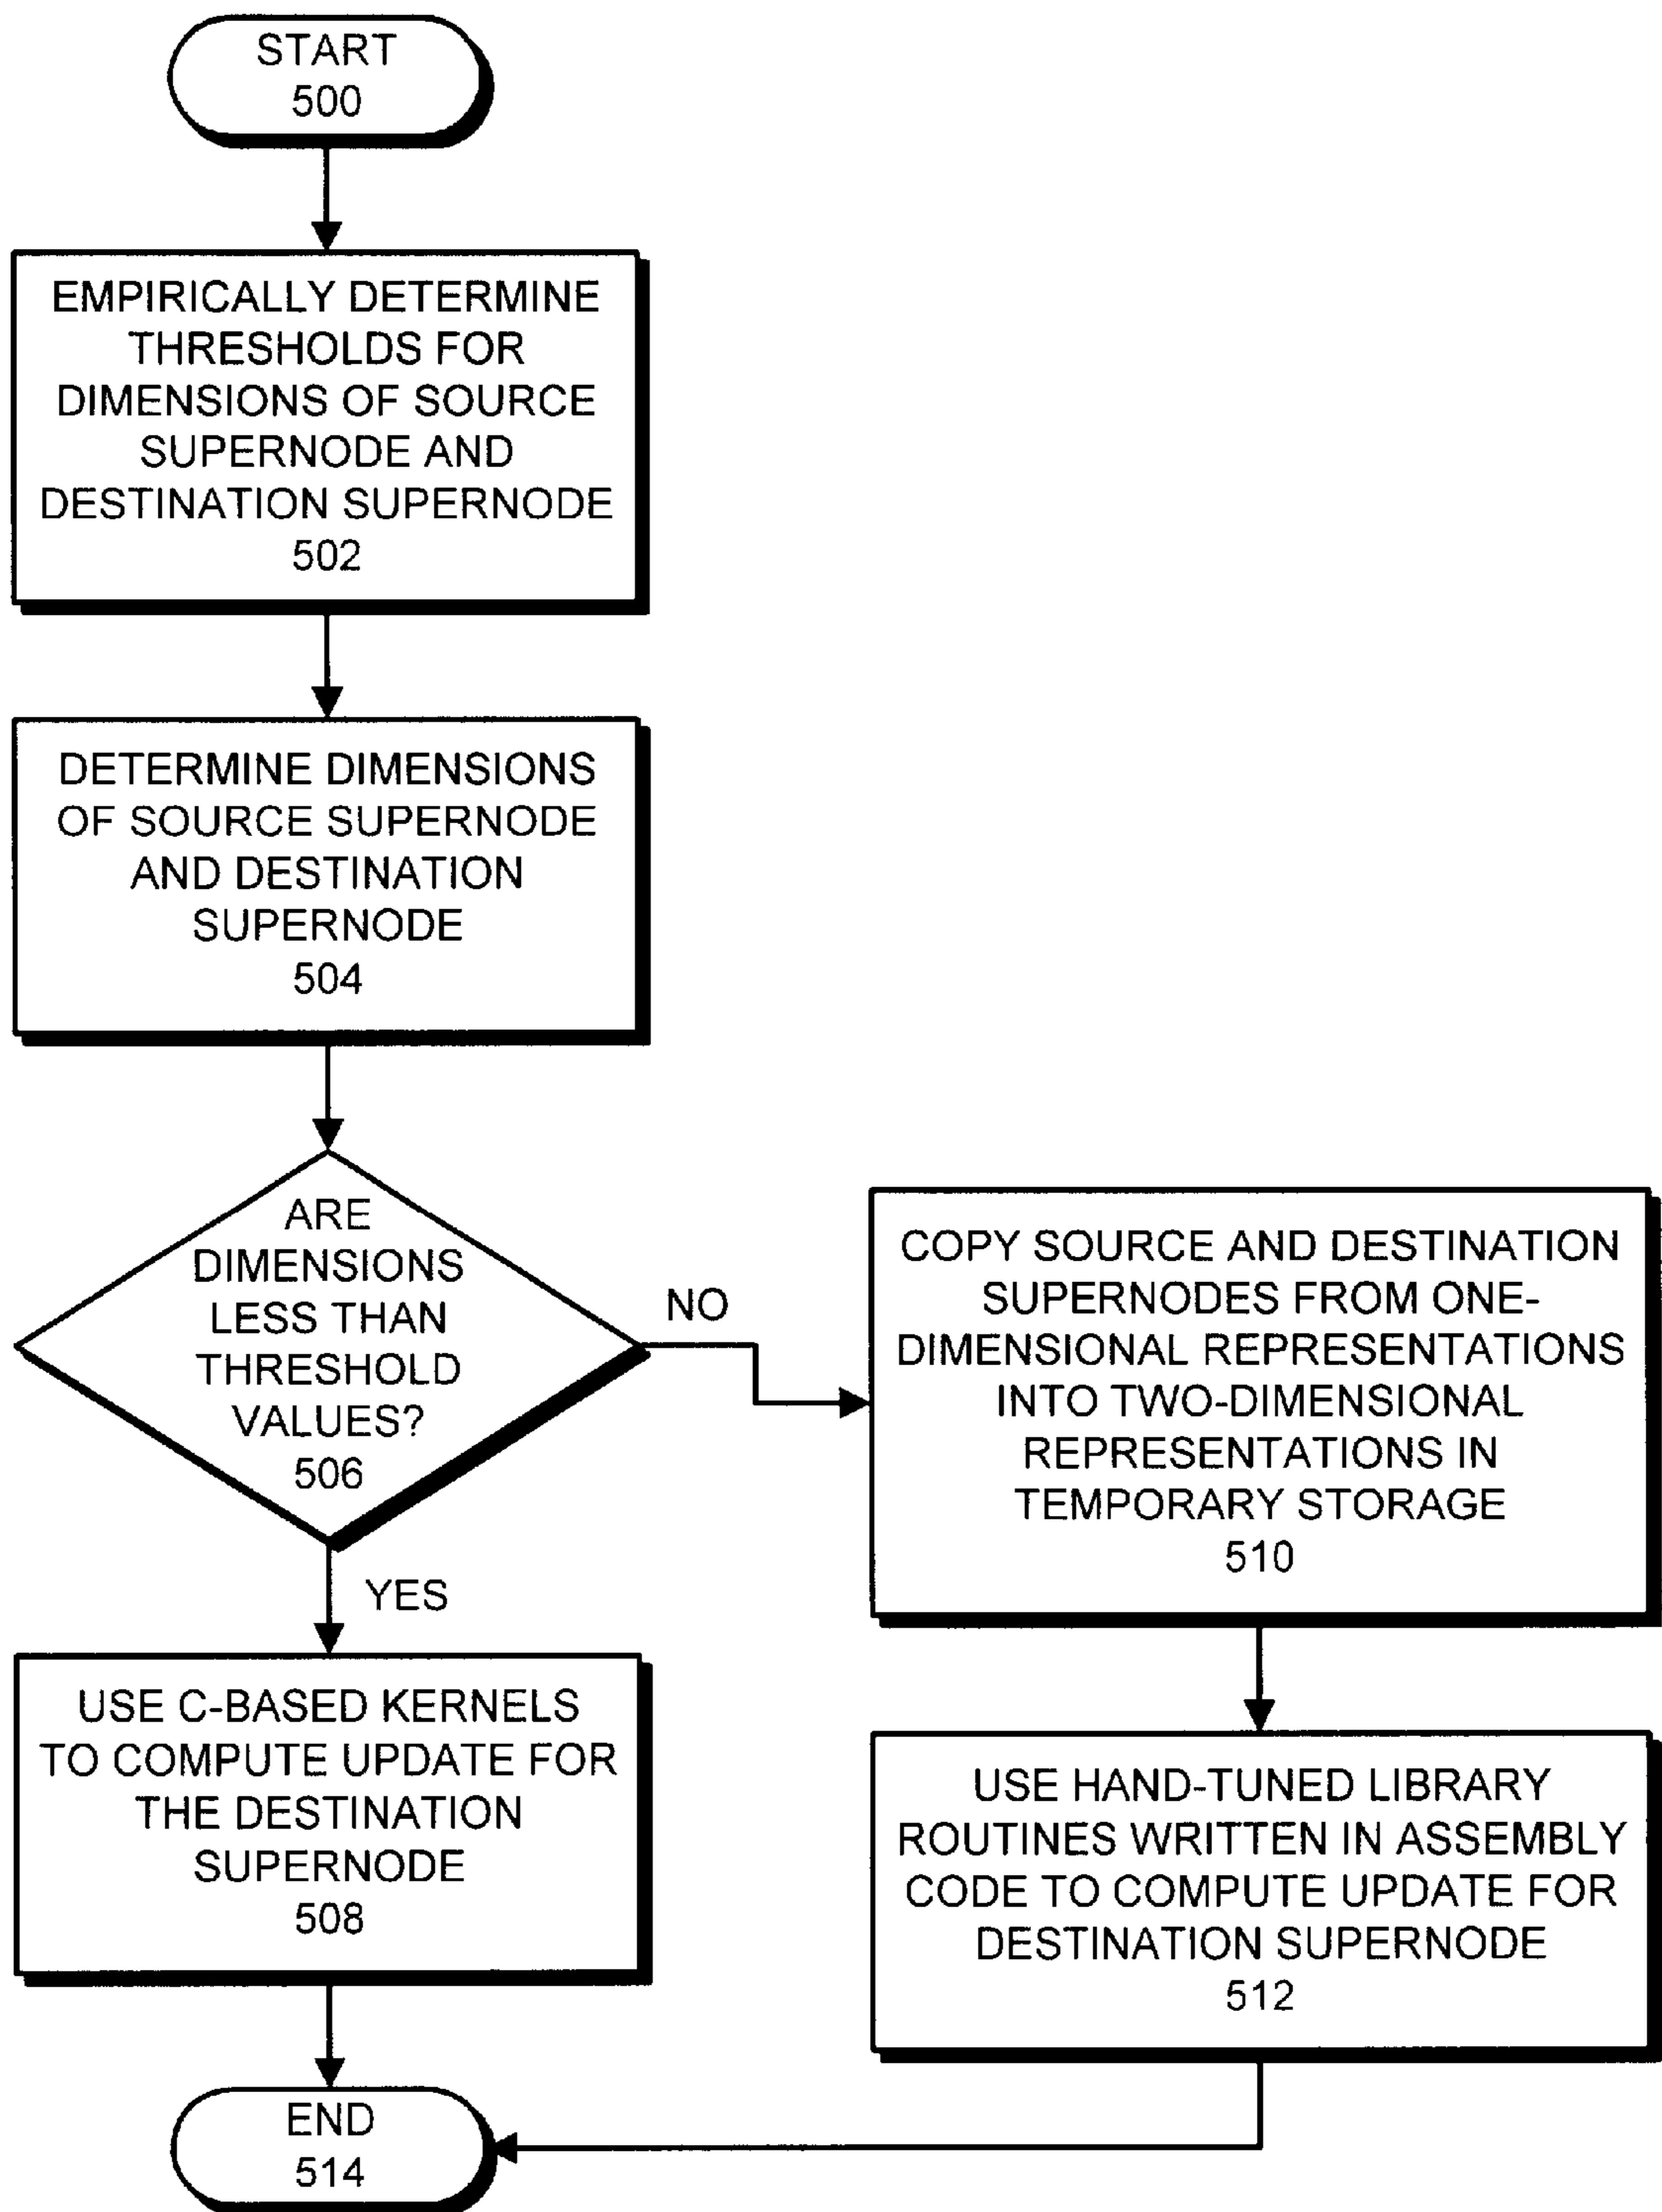 START
500
EMPIRICALLY DETERMINE
THRESHOLDS FOR
DIMENSIONS OF SOURCE
SUPERNODE AND
DESTINATION SUPERNODE
502
DETERMINE DIMENSIONS
OF SOURCE SUPERNODE
AND DESTINATION
SUPERNODE
504
ARE
DIMENSIONS
LESS THAN
THRESHOLD
VALUES?
506
NO
YES
COPY SOURCE AND DESTINATION
SUPERNODES FROM ONE-
DIMENSIONAL REPRESENTATIONS
INTO TWO-DIMENSIONAL
REPRESENTATIONS IN
TEMPORARY STORAGE
510
USE C-BASED KERNELS
TO COMPUTE UPDATE FOR
THE DESTINATION
SUPERNODE
508
USE HAND-TUNED LIBRARY
ROUTINES WRITTEN IN ASSEMBLY
CODE TO COMPUTE UPDATE FOR
DESTINATION SUPERNODE
512
END
514